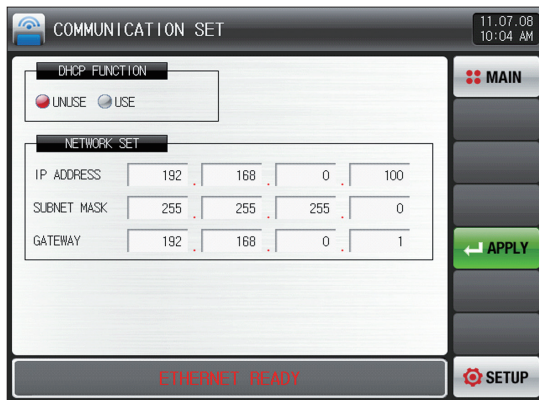 COMMUNICATION SET
11.07.08
10:04 AM
DHCP FUNCTION
UNUSE USE
NETWORK SET
IP ADDRESS 192 . 168 . 0 . 100
SUBNET MASK 255 . 255 . 255 . 0
GATEWAY 192 . 168 . 0 . 1
ETHERNET READY
MAIN
APPLY
SETUP